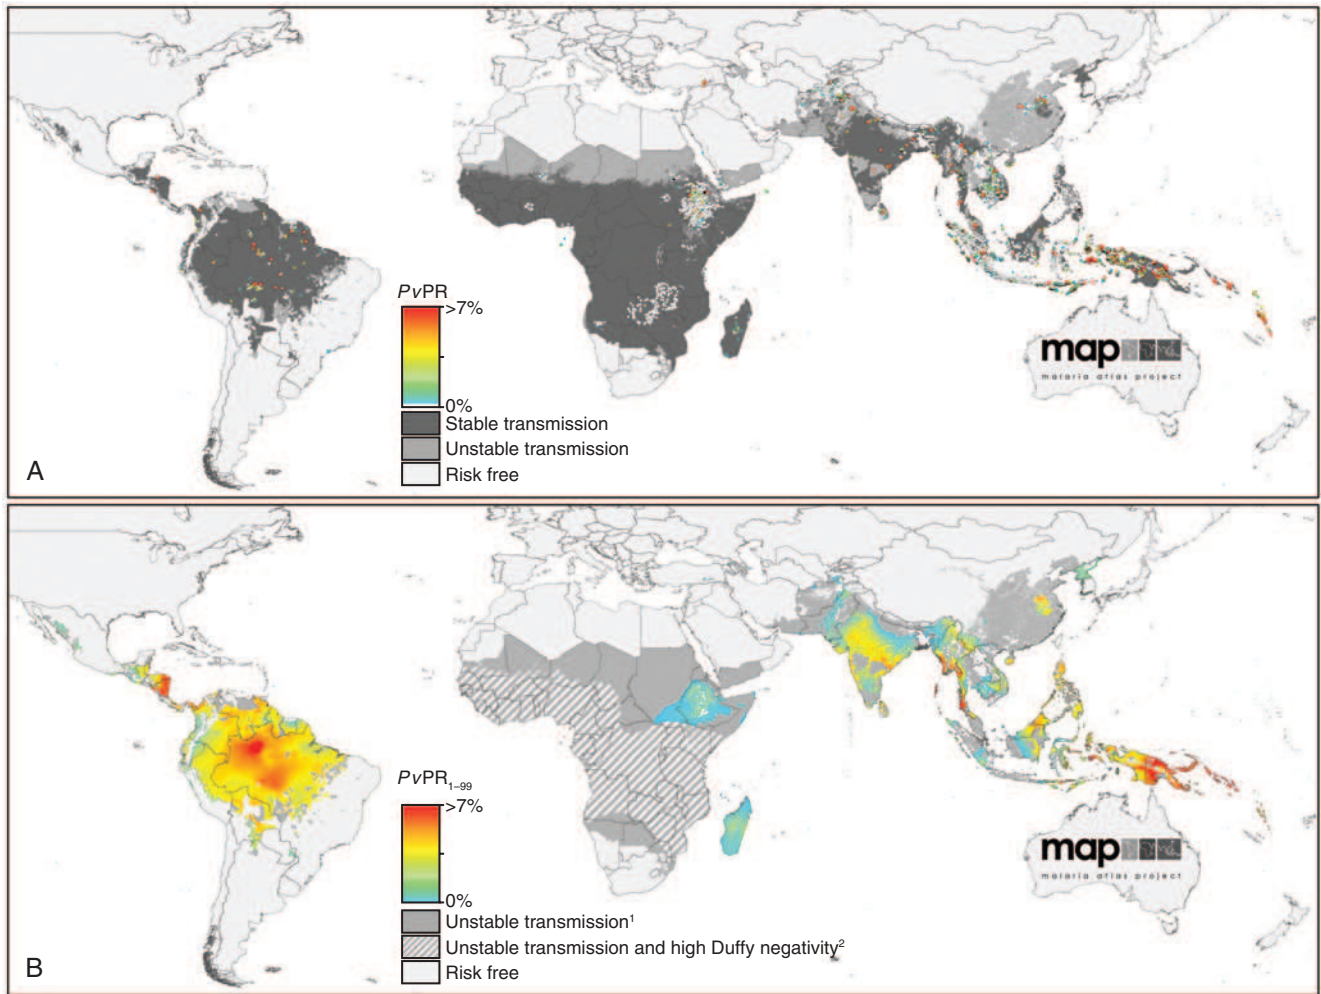 PvPR
>7%
0%
Stable transmission
Unstable transmission
Risk free
map
malaria atlas project
A
PvPR1–99
>7%
0%
Unstable transmission1
Unstable transmission and high Duffy negativity2
Risk free
map
malaria atlas project
B